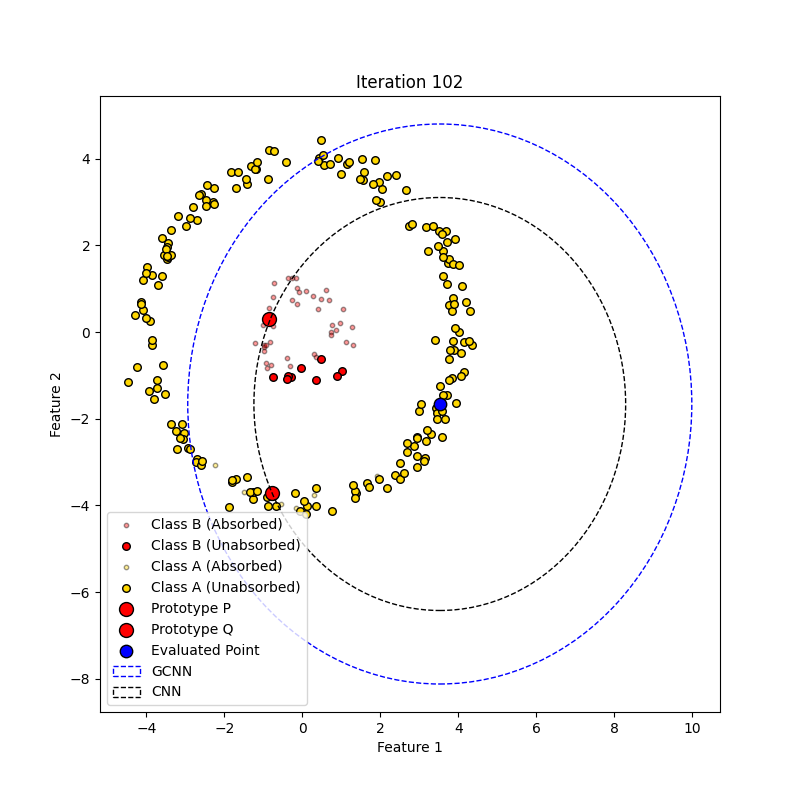 Iteration 102
Feature 2
4
2
0
−2
−4
−6
−8
Class B (Absorbed)
Class B (Unabsorbed)
Class A (Absorbed)
Class A (Unabsorbed)
Prototype P
Prototype Q
Evaluated Point
GCNN
CNN
−4 −2 0 2 4 6 8 10
Feature 1